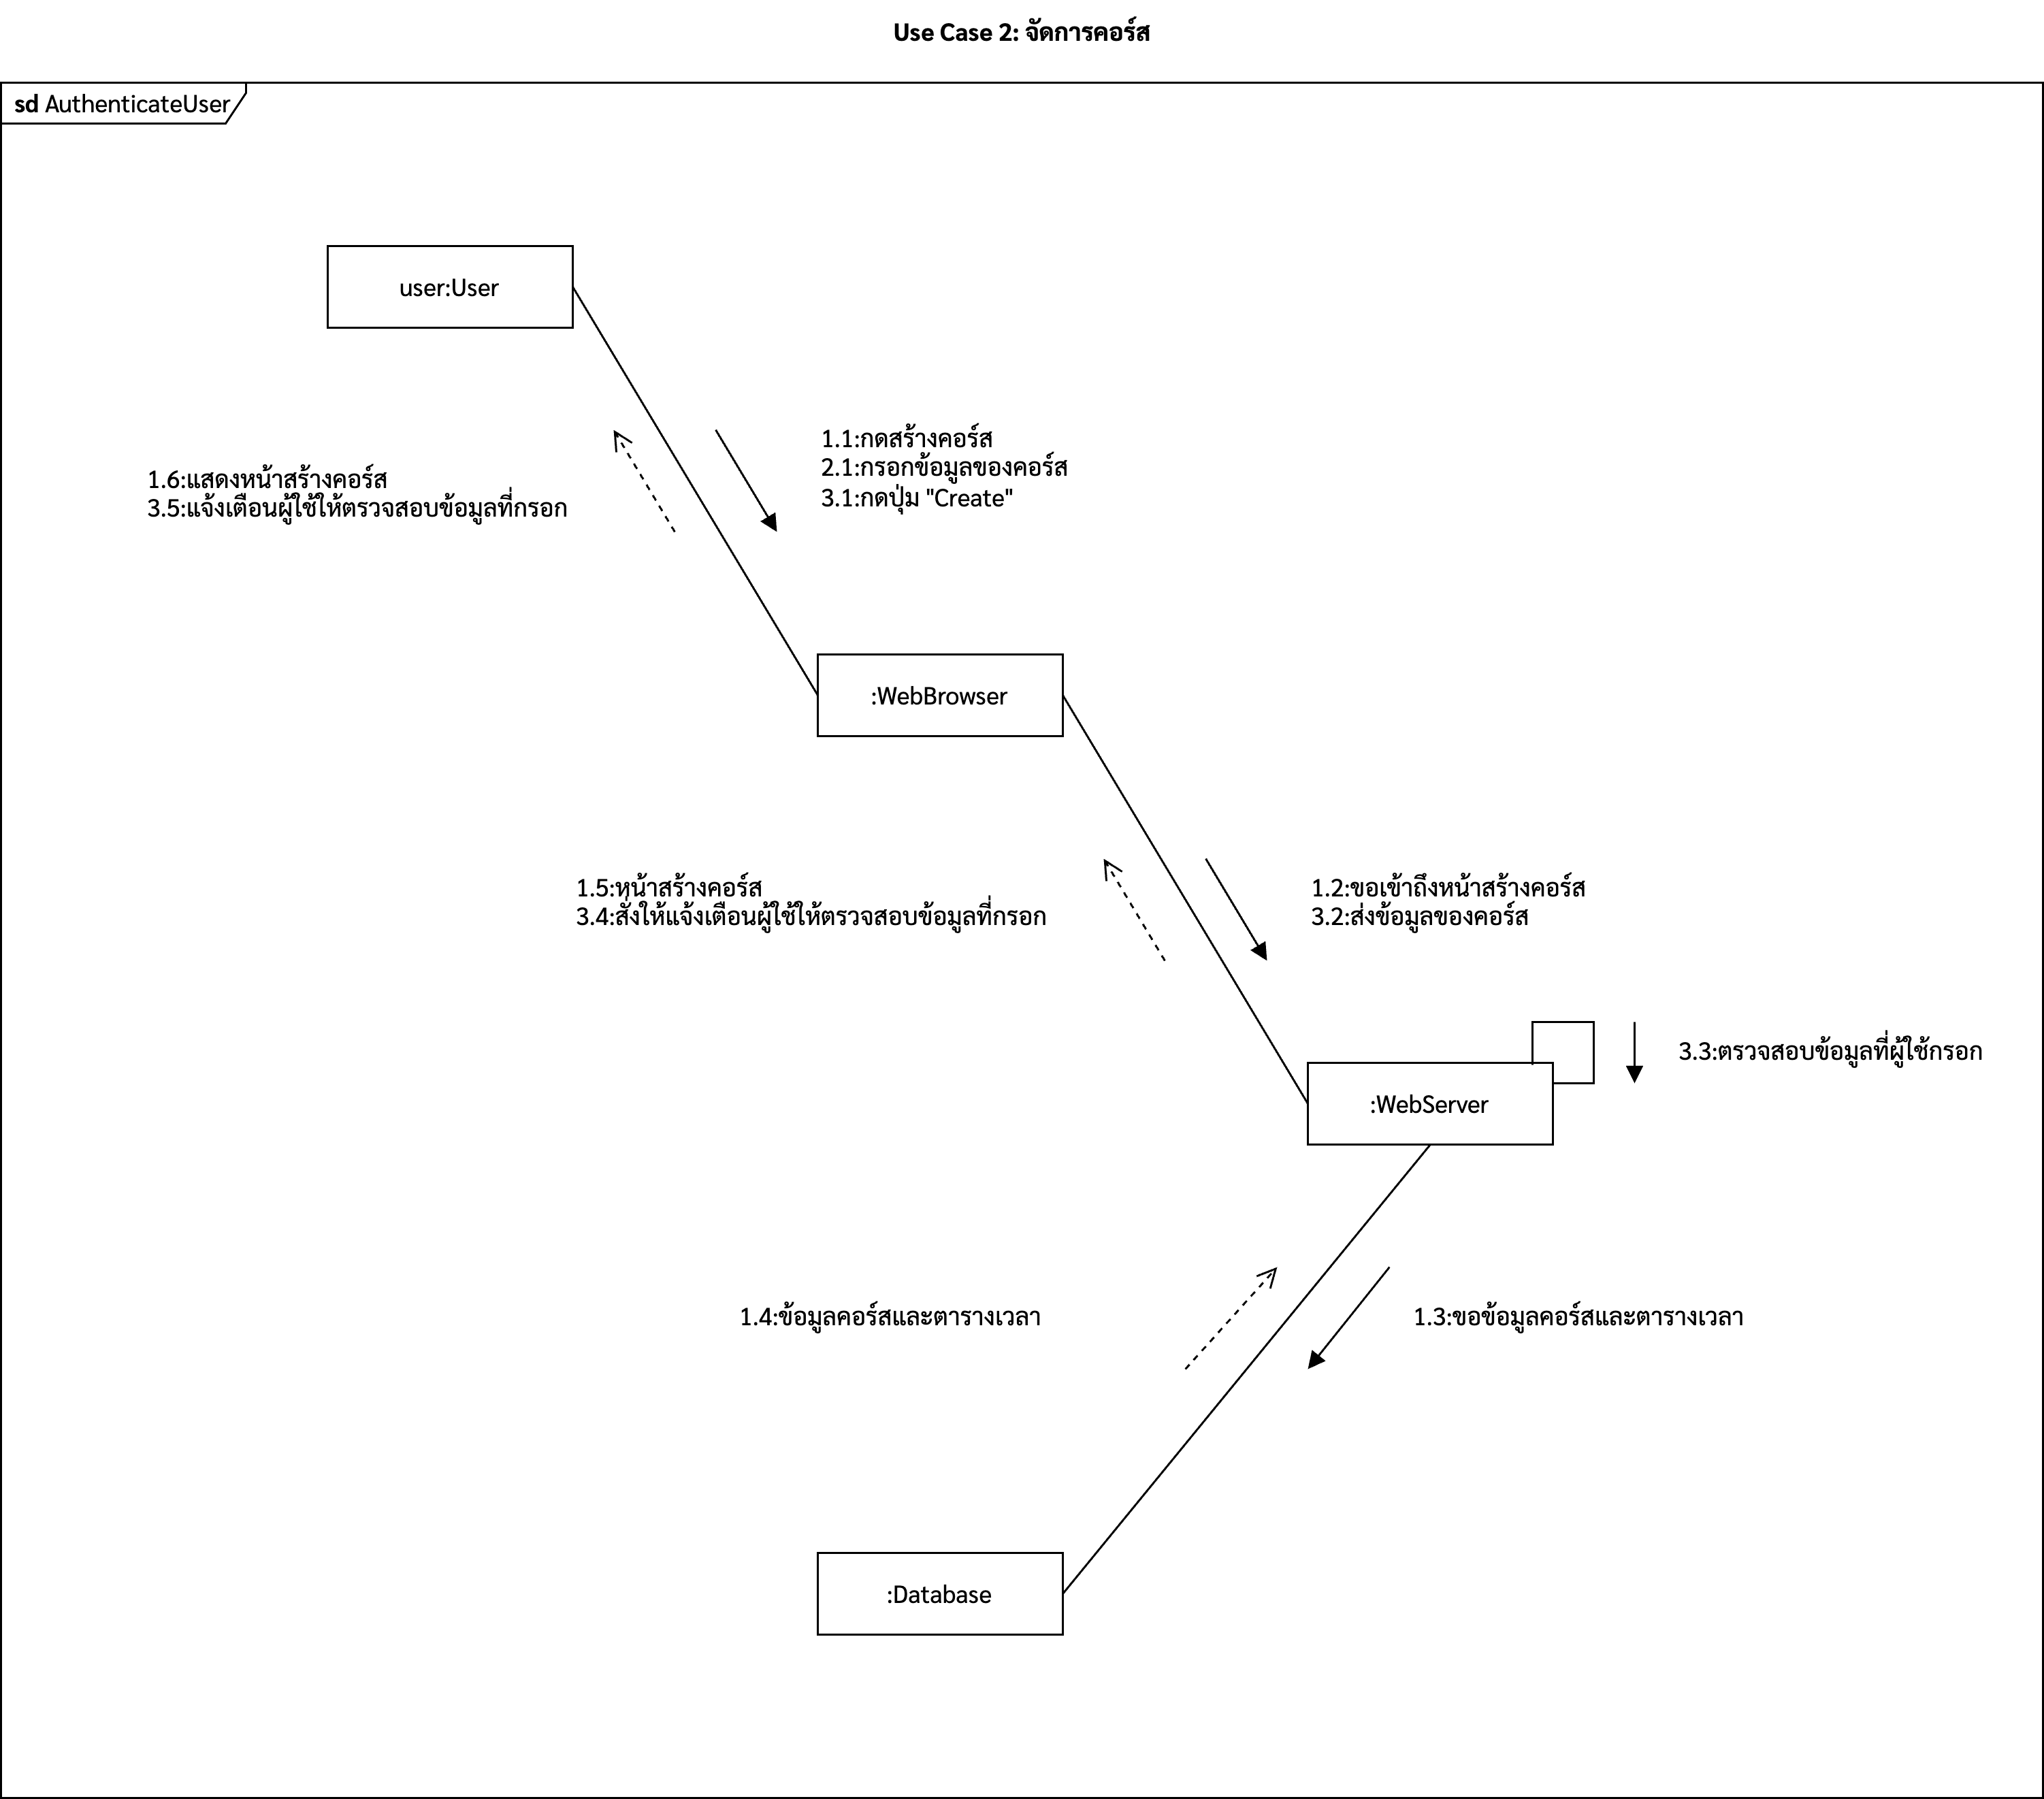 Use Case 2: จัดการคอร์ส
sd AuthenticateUser
user:User
1.1:กดสร้างคอร์ส
2.1:กรอกข้อมูลของคอร์ส
3.1:กดปุ่ม "Create"
1.6:แสดงหน้าสร้างคอร์ส
3.5:แจ้งเตือนผู้ใช้ให้ตรวจสอบข้อมูลที่กรอก
:WebBrowser
1.5:หน้าสร้างคอร์ส
3.4:สั่งให้แจ้งเตือนผู้ใช้ให้ตรวจสอบข้อมูลที่กรอก
1.2:ขอเข้าถึงหน้าสร้างคอร์ส
3.2:ส่งข้อมูลของคอร์ส
3.3:ตรวจสอบข้อมูลที่ผู้ใช้กรอก
:WebServer
1.4:ข้อมูลคอร์สและตารางเวลา
1.3:ขอข้อมูลคอร์สและตารางเวลา
:Database